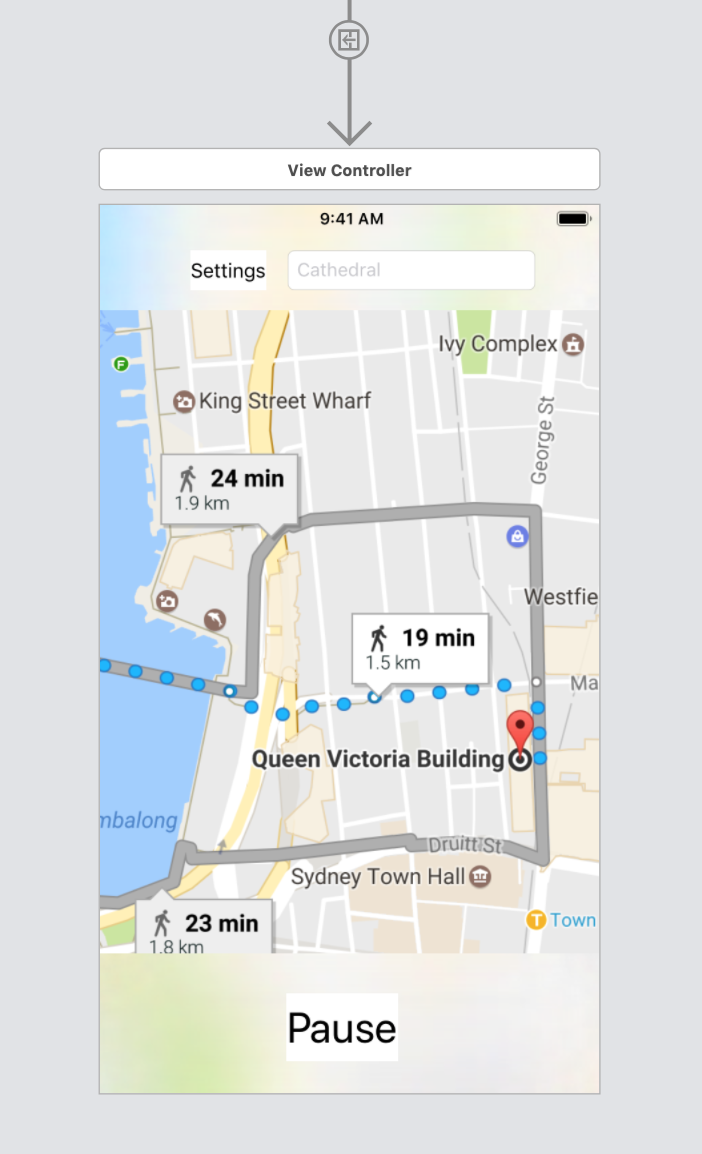 View Controller
9:41 AM
Settings
Cathedral
Ivy Complex
King Street Wharf
George St
24 min
1.9 km
F
Westfie
19 min
1.5 km
Ma
Queen Victoria Building
mbalong
Druitt St
Sydney Town Hall
T Town
23 min
1.8 km
Pause